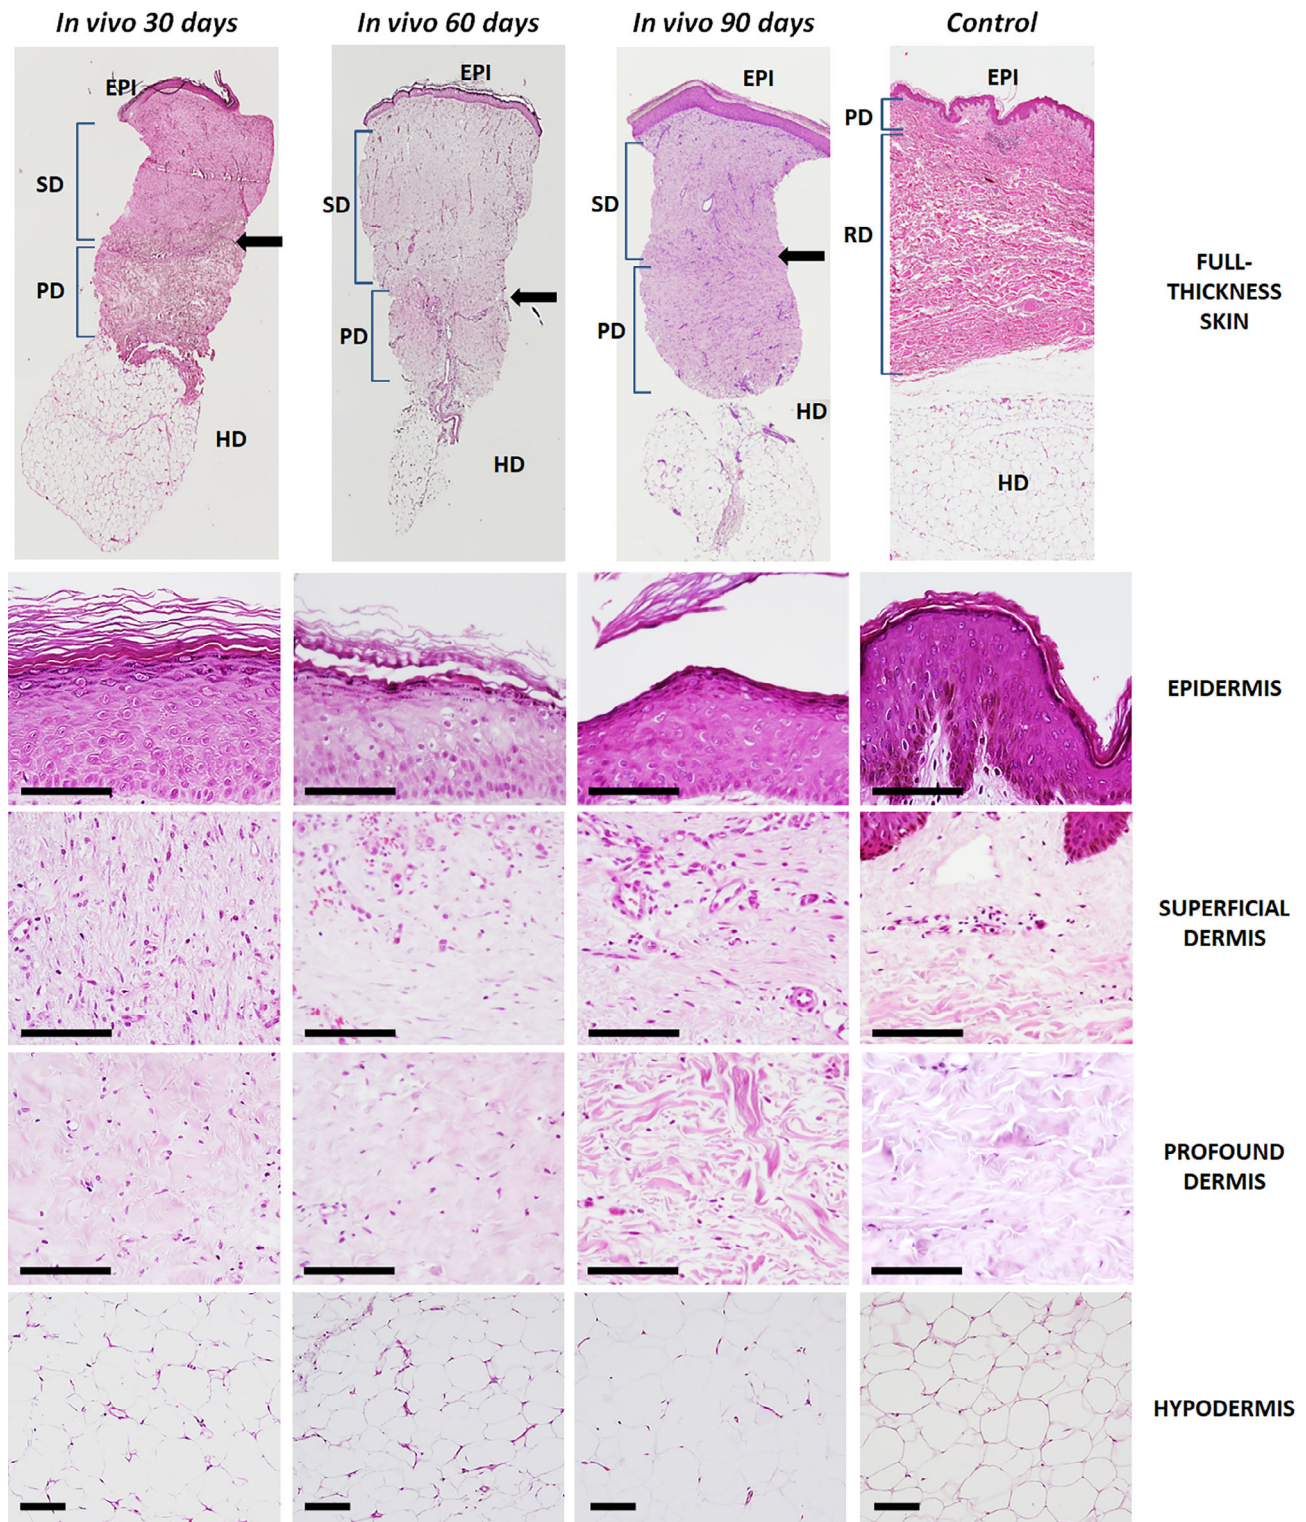 In vivo 30 days
In vivo 60 days
In vivo 90 days
Control
EPI
SD
PD
HD
EPI
SD
PD
HD
EPI
SD
PD
HD
EPI
PD
RD
HD
FULL-
THICKNESS
SKIN
EPIDERMIS
SUPERFICIAL
DERMIS
PROFOUND
DERMIS
HYPODERMIS